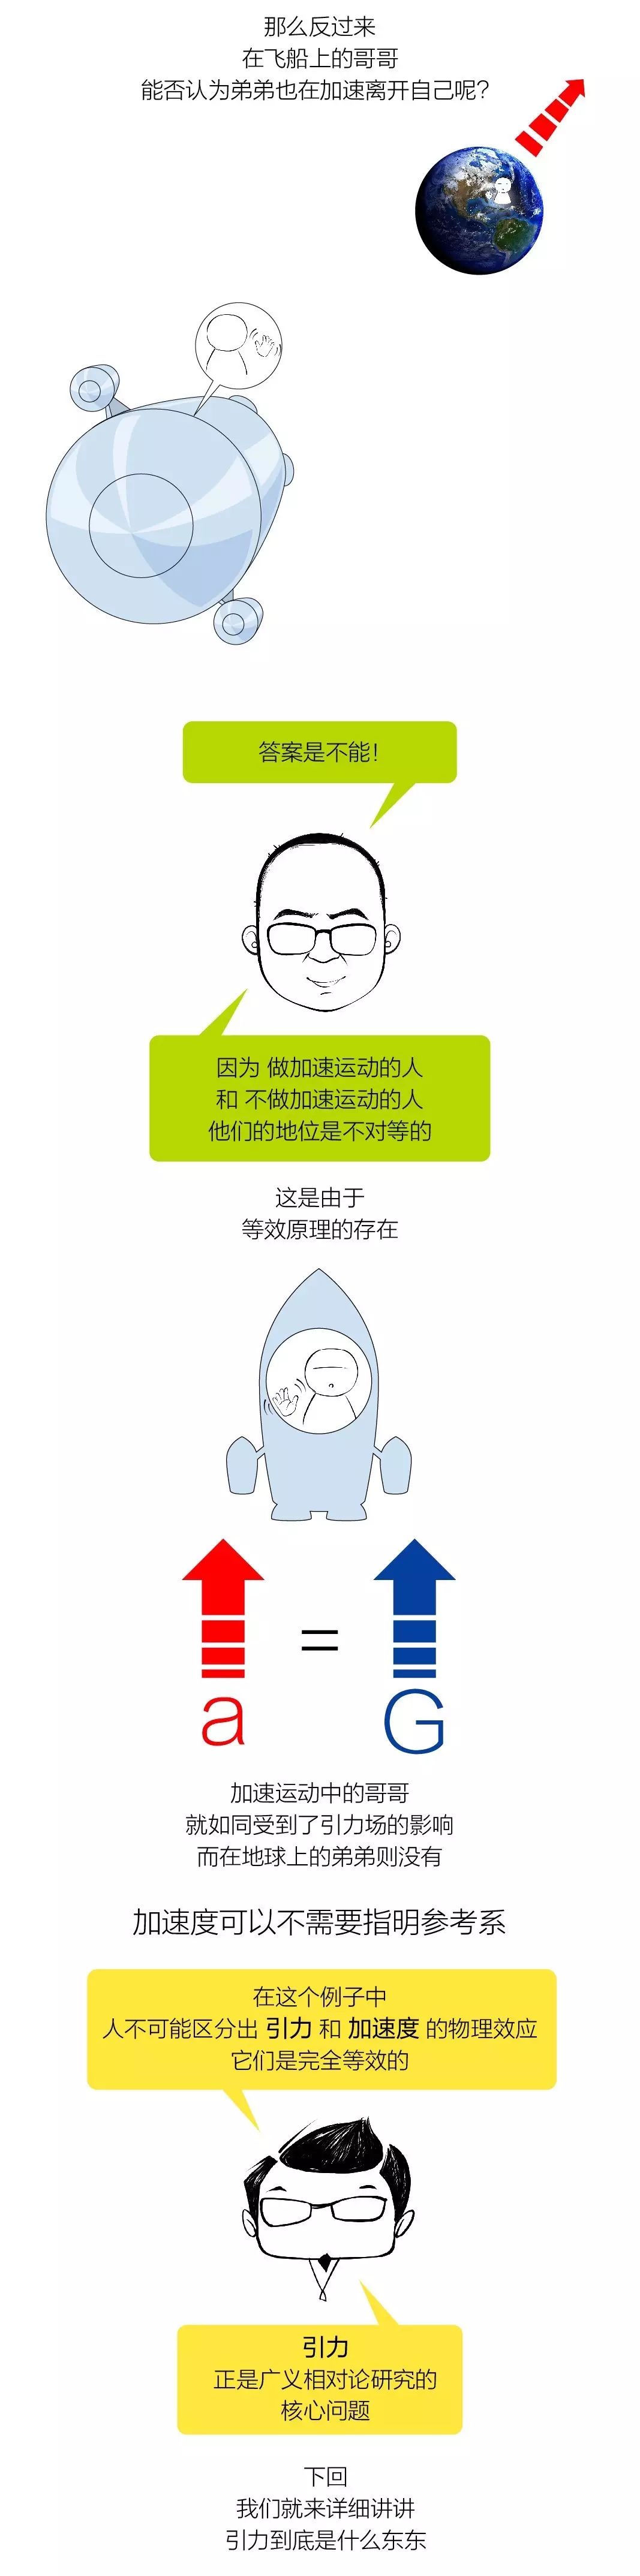 那么反过来
在飞船上的哥哥
能否认为弟弟也在加速离开自己呢？
答案是不能！
因为 做加速运动的人
和 不做加速运动的人
他们的地位是不对等的
这是由于
等效原理的存在
a = G
加速运动中的哥哥
就如同受到了引力场的影响
而在地球上的弟弟则没有
加速度可以不需要指明参考系
在这个例子中
人不可能区分出 引力 和 加速度 的物理效应
它们是完全等效的
引力
正是广义相对论研究的
核心问题
下回
我们就来详细讲讲
引力到底是什么东东